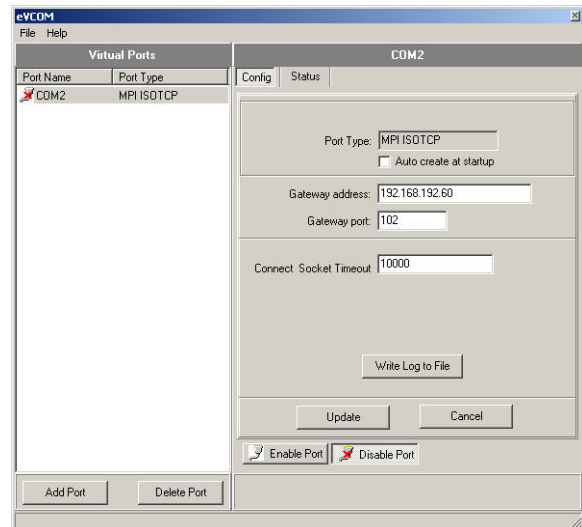 eVCOM
File Help
Virtual Ports
COM2
Port Name Port Type
COM2 MPI ISOTCP
Config Status
Port Type: MPI ISOTCP
Auto create at startup
Gateway address: 192.168.192.60
Gateway port: 102
Connect Socket Timeout 10000
Write Log to File
Update Cancel
Enable Port Disable Port
Add Port Delete Port